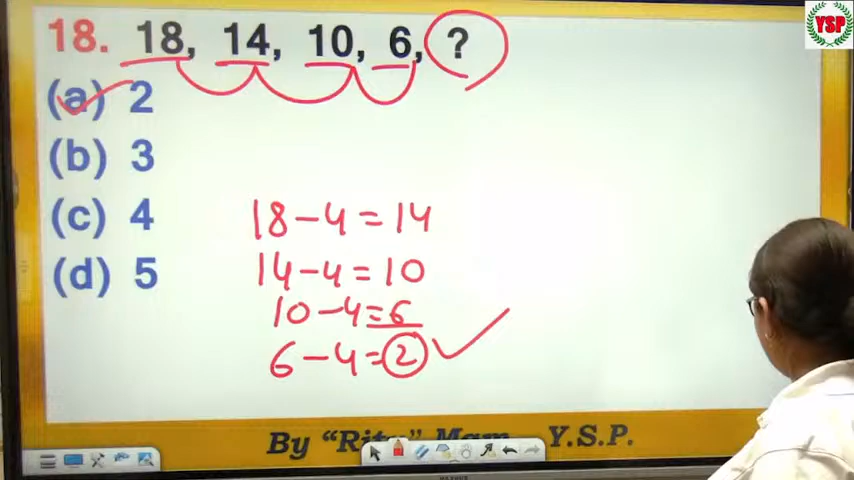 YSP
18. 18, 14, 10, 6, ?
(a) 2
(b) 3
(c) 4
(d) 5
18-4=14
14-4=10
10-4=6
6-4=2
By "Ritu" Mam Y.S.P.